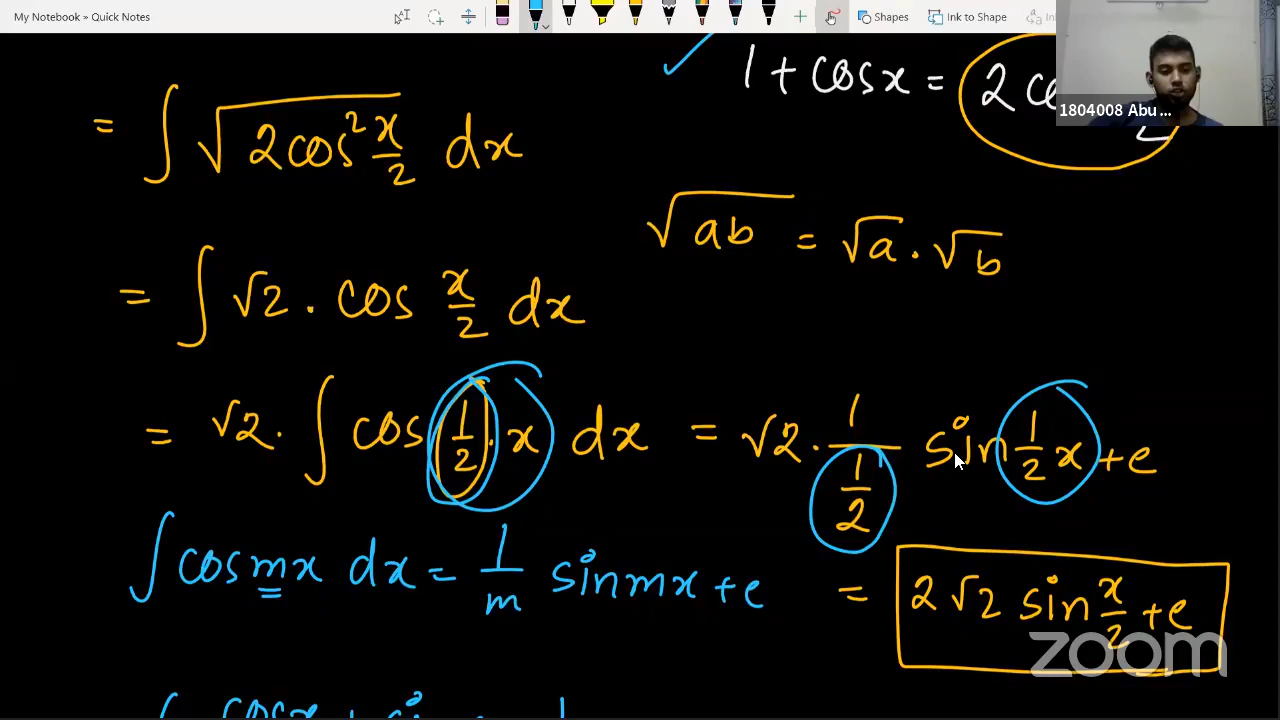 My Notebook » Quick Notes
Shapes
Ink to Shape
1804008 Abu ...
1 + cosx = 2
= ∫ √(2cos² x/2) dx
√(ab) = √a . √b
= ∫ √2 . cos x/2 dx
= √2 . ∫ cos (1/2) . x dx = √2 . 1/(1/2) sin 1/2 x + c
∫ cos mx dx = 1/m sin mx + c
= 2√2 sin x/2 + c
zoom